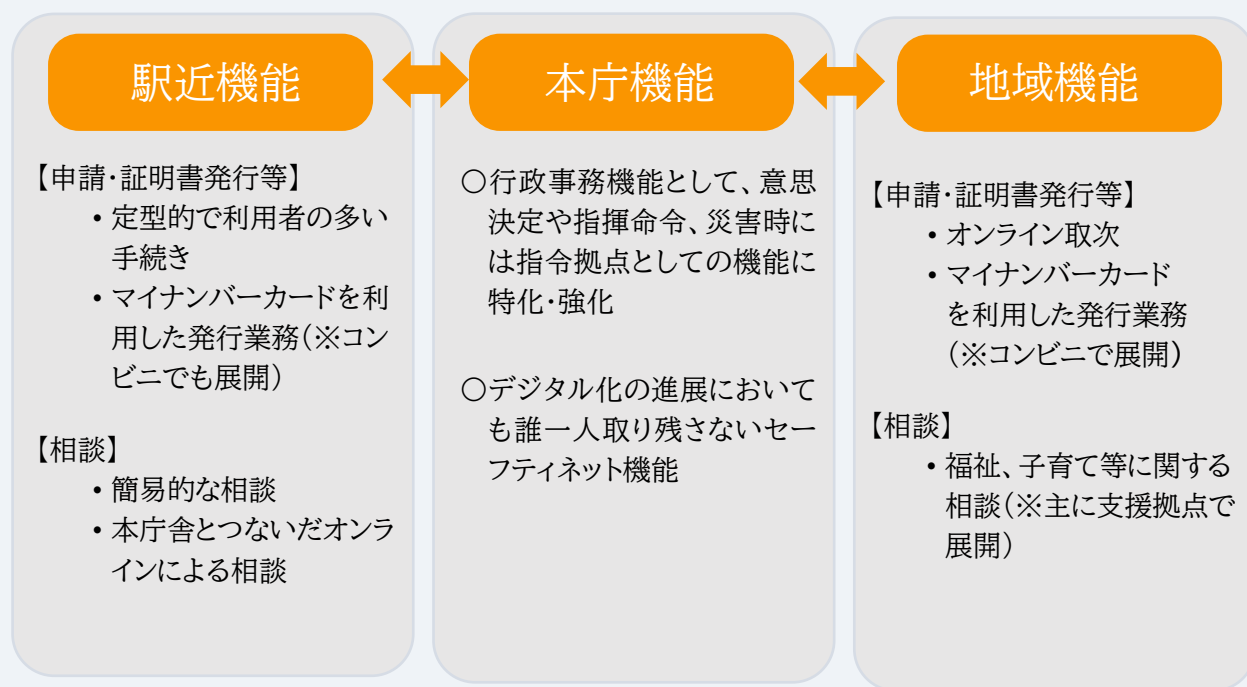 駅近機能
【申請・証明書発行等】
・定型的で利用者の多い
手続き
・マイナンバーカードを利
用した発行業務(※コン
ビニでも展開)
【相談】
・簡易的な相談
・本庁舎とつないだオンラ
インによる相談
本庁機能
○行政事務機能として、意思
決定や指揮命令、災害時に
は指令拠点としての機能に
特化・強化
○デジタル化の進展において
も誰一人取り残さないセー
フティネット機能
地域機能
【申請・証明書発行等】
・オンライン取次
・マイナンバーカード
を利用した発行業務
(※コンビニで展開)
【相談】
・福祉、子育て等に関する
相談(※主に支援拠点で
展開)